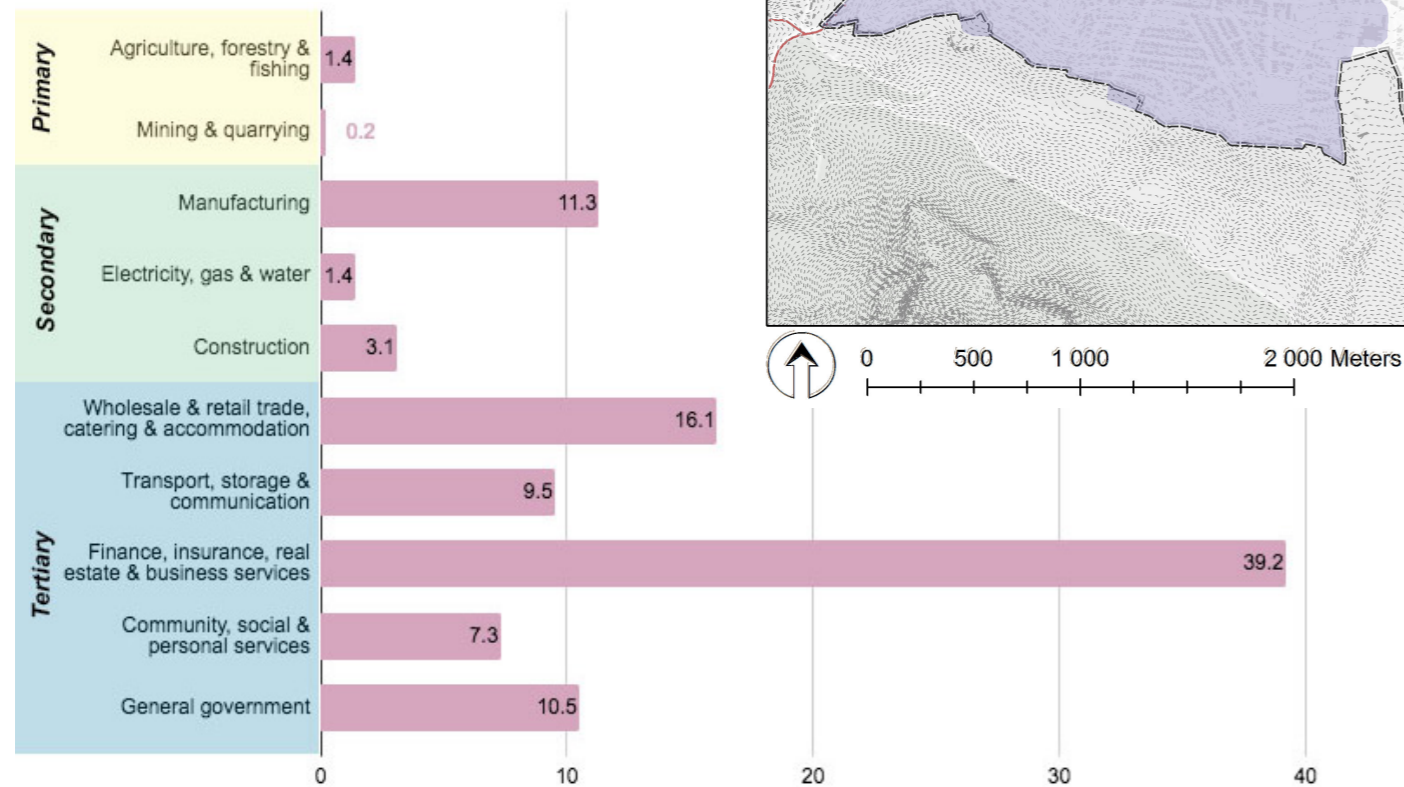 Primary
Agriculture, forestry &
fishing
1.4
Mining & quarrying
0.2
Secondary
Manufacturing
11.3
Electricity, gas & water
1.4
Construction
3.1
0 500 1 000 2 000 Meters
Tertiary
Wholesale & retail trade,
catering & accommodation
16.1
Transport, storage &
communication
9.5
Finance, insurance, real
estate & business services
39.2
Community, social &
personal services
7.3
General government
10.5
0 10 20 30 40